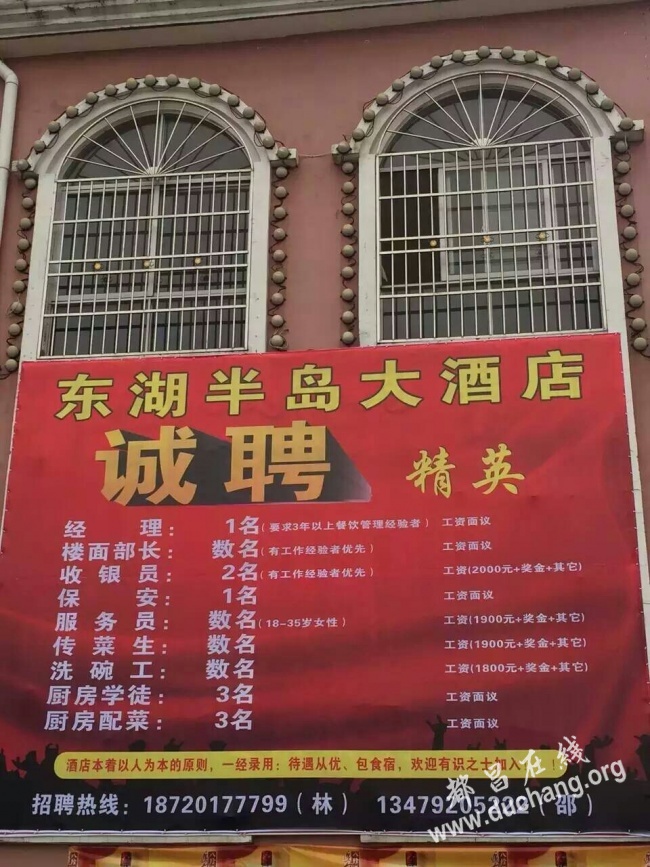 东湖半岛大酒店
诚聘 精英
经理: 1名(要求3年以上餐饮管理经验者) 工资面议
楼面部长: 数名(有工作经验者优先) 工资面议
收银员: 2名(有工作经验者优先) 工资(2000元+奖金+其它)
保安: 1名 工资面议
服务员: 数名(18-35岁女性) 工资(1900元+奖金+其它)
传菜生: 数名 工资(1900元+奖金+其它)
洗碗工: 数名 工资(1800元+奖金+其它)
厨房学徒: 3名 工资面议
厨房配菜: 3名 工资面议
酒店本着以人为本的原则,一经录用:待遇从优、包食宿,欢迎有识之士加入
招聘热线: 18720177799(林) (邵)
都昌在线
www.duchang.org